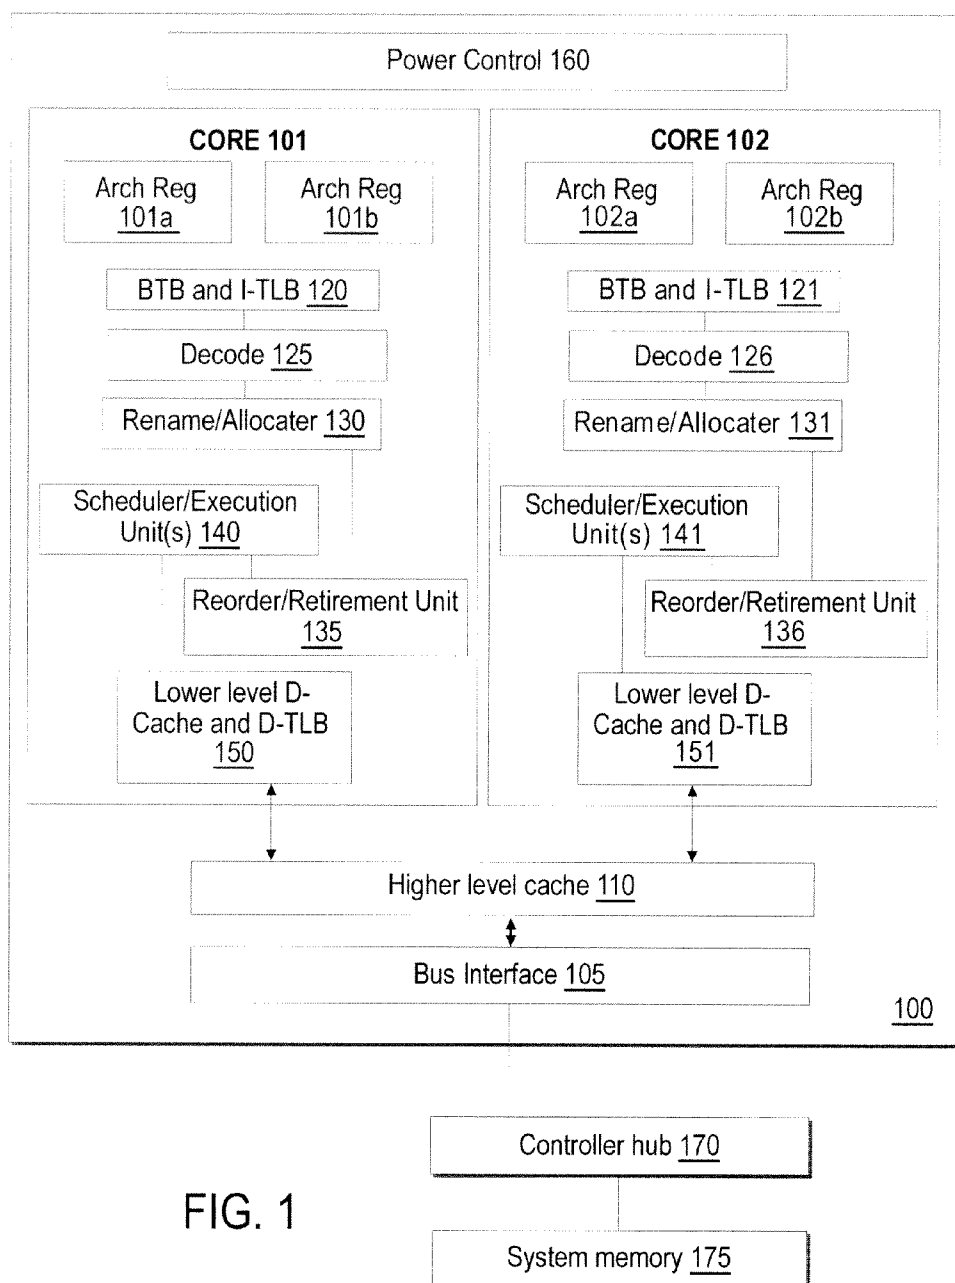 Power Control 160
CORE 101
Arch Reg
101a
Arch Reg
101b
BTB and I-TLB 120
Decode 125
Rename/Allocater 130
Scheduler/Execution
Unit(s) 140
Reorder/Retirement Unit
135
Lower level D-
Cache and D-TLB
150
CORE 102
Arch Reg
102a
Arch Reg
102b
BTB and I-TLB 121
Decode 126
Rename/Allocater 131
Scheduler/Execution
Unit(s) 141
Reorder/Retirement Unit
136
Lower level D-
Cache and D-TLB
151
Higher level cache 110
Bus Interface 105
100
Controller hub 170
System memory 175
FIG. 1